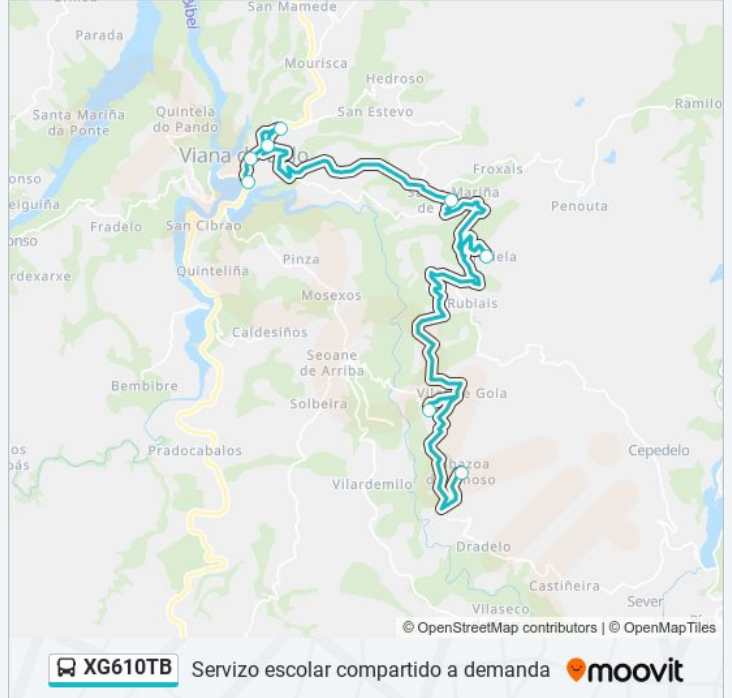 San Mamede
Parada
Mourisca
Hedroso
Ramilo
Santa Mariña
da Ponte
Quintela
do Pando
San Estevo
Froxais
Penouta
Fradelo
San Cibrao
Pinza
Quinteliña
rdexarxe
Mosexos
Rubiais
Caldesiños
Seoane
de Arriba
Bembibre
Solbeira
Pradocabalos
Cepedelo
Vilardemilo
Dradelo
Castiñeira
Sever
Vilaseco
© OpenStreetMap contributors | © OpenMapTiles
XG610TB Servizo escolar compartido a demanda moovit